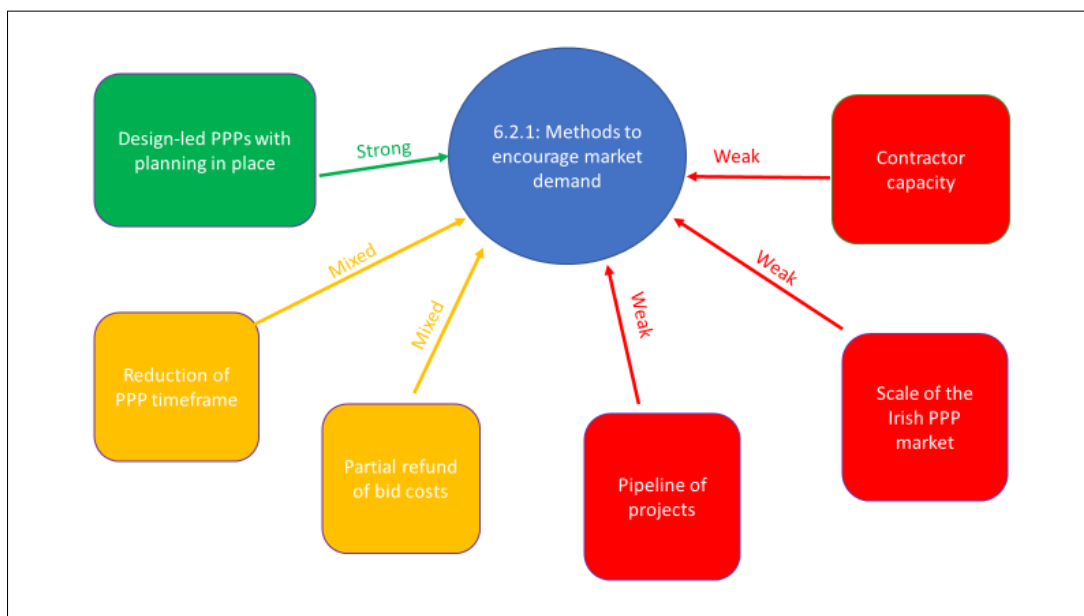 Design-led PPPs with
planning in place
Strong
6.2.1: Methods to
encourage market
demand
Weak
Contractor
capacity
Mixed
Reduction of
PPP timeframe
Mixed
Partial refund
of bid costs
Weak
Pipeline of
projects
Weak
Scale of the
Irish PPP
market